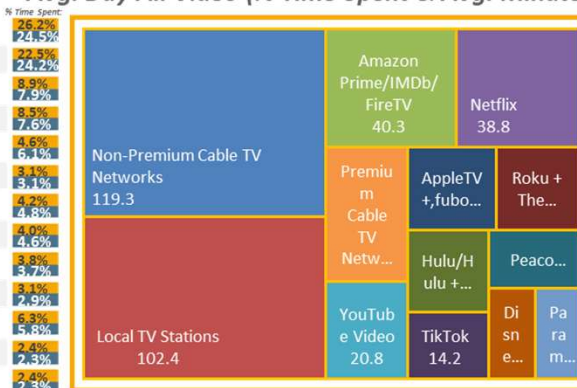 % Time Spent:
26.2%
24.5%
22.5%
24.2%
8.9%
7.9%
8.5%
7.6%
4.6%
6.1%
3.1%
3.1%
4.2%
4.8%
4.0%
4.6%
3.8%
3.7%
3.1%
2.9%
6.3%
5.8%
2.4%
2.3%
2.4%
Non-Premium Cable TV
Networks
119.3
Local TV Stations
102.4
Amazon
Prime/IMDb/
FireTV
40.3
Netflix
38.8
Premiu
m
Cable
TV
Netw...
AppleTV
+,fubo...
Roku +
The...
Hulu/H
ulu +...
Peaco...
YouTub
e Video
20.8
TikTok
14.2
Di
sn
e...
Pa
ra
m...